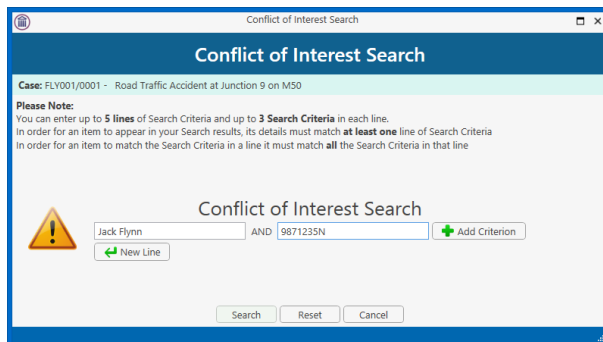 Conflict of Interest Search
Conflict of Interest Search
Case: FLY001/0001 - Road Traffic Accident at Junction 9 on M50
Please Note:
You can enter up to 5 lines of Search Criteria and up to 3 Search Criteria in each line.
In order for an item to appear in your Search results, its details must match at least one line of Search Criteria
In order for an item to match the Search Criteria in a line it must match all the Search Criteria in that line
Conflict of Interest Search
Jack Flynn AND 9871235N Add Criterion
New Line
Search Reset Cancel